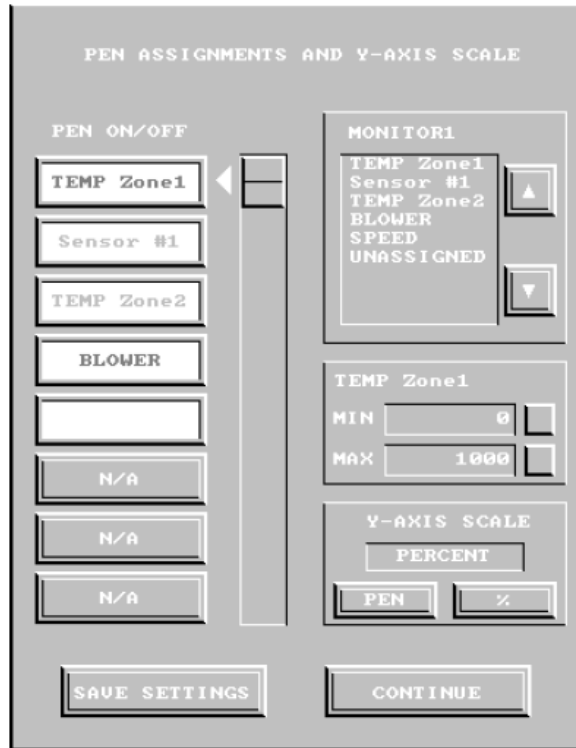 PEN ASSIGNMENTS AND Y-AXIS SCALE
PEN ON/OFF
TEMP Zone1
Sensor #1
TEMP Zone2
BLOWER
N/A
N/A
N/A
MONITOR1
TEMP Zone1
Sensor #1
TEMP Zone2
BLOWER
SPEED
UNASSIGNED
TEMP Zone1
MIN 0
MAX 1000
Y-AXIS SCALE
PERCENT
PEN %
SAVE SETTINGS CONTINUE